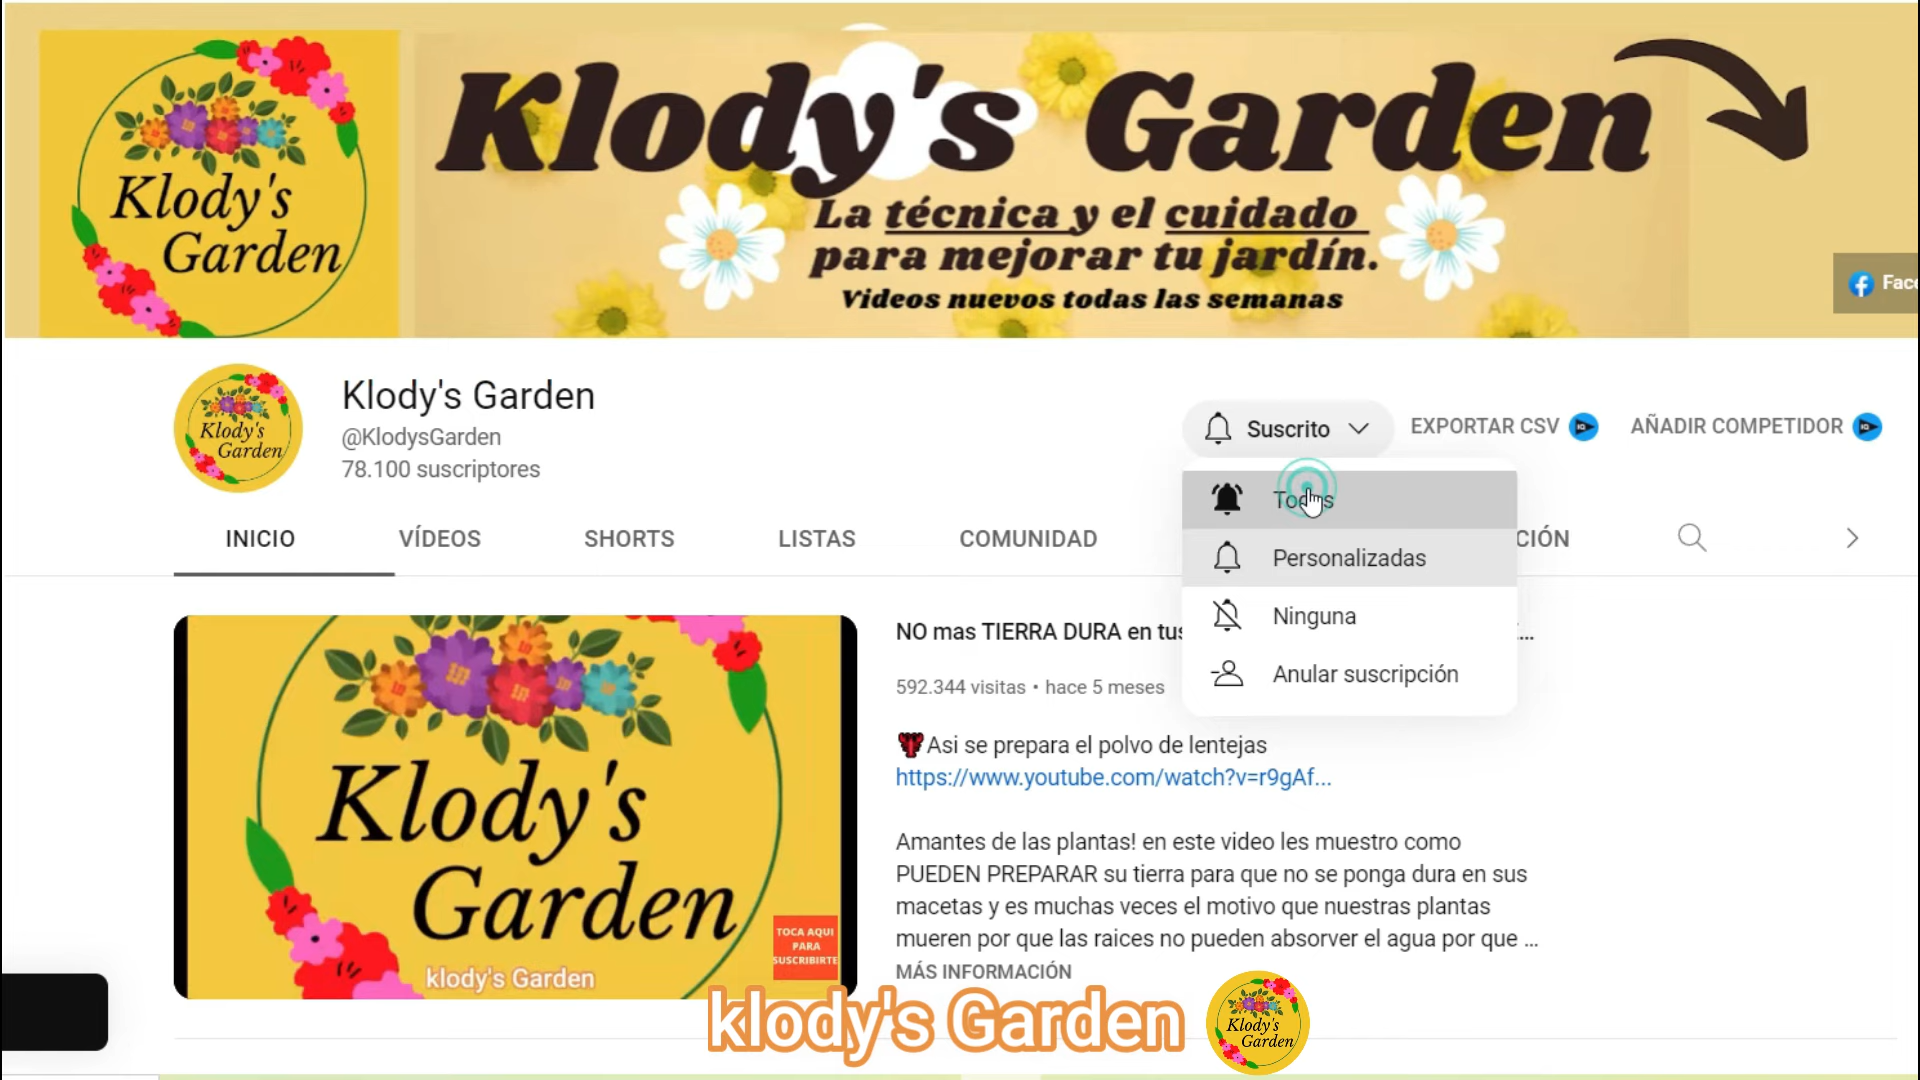 Klody's
Garden
Klody's Garden
La técnica y el cuidado
para mejorar tu jardín.
Videos nuevos todas las semanas
Klody's
Garden
Klody's Garden
@KlodysGarden
78.100 suscriptores
Suscrito
EXPORTAR CSV
AÑADIR COMPETIDOR
Todas
Personalizadas
Ninguna
Anular suscripción
INICIO
VÍDEOS
SHORTS
LISTAS
COMUNIDAD
Klody's
Garden
klody's Garden
TOCA AQUI
PARA
SUSCRIBIRTE
NO mas TIERRA DURA en tus
592.344 visitas • hace 5 meses
Asi se prepara el polvo de lentejas
https://www.youtube.com/watch?v=r9gAf...
Amantes de las plantas! en este video les muestro como
PUEDEN PREPARAR su tierra para que no se ponga dura en sus
macetas y es muchas veces el motivo que nuestras plantas
mueren por que las raices no pueden absorver el agua por que ...
MÁS INFORMACIÓN
klody's Garden
Klody's
Garden